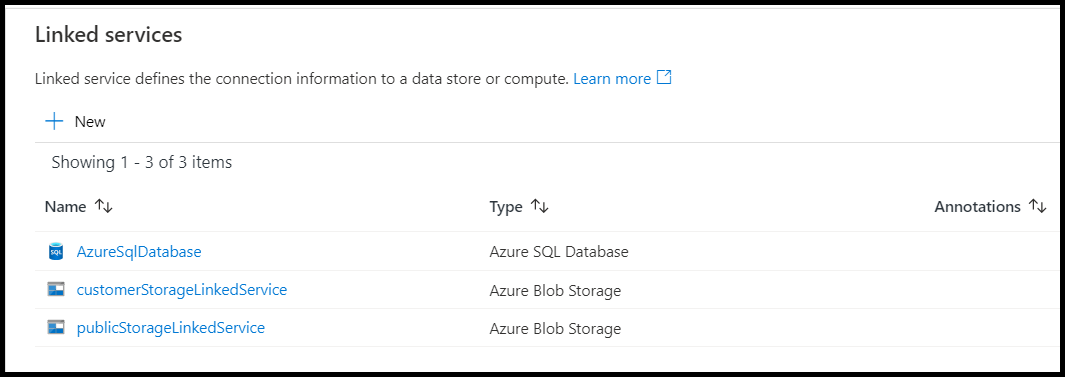 Linked services
Linked service defines the connection information to a data store or compute. Learn more
New
Showing 1 - 3 of 3 items
Name Type Annotations
SQL AzureSqlDatabase Azure SQL Database
customerStorageLinkedService Azure Blob Storage
publicStorageLinkedService Azure Blob Storage